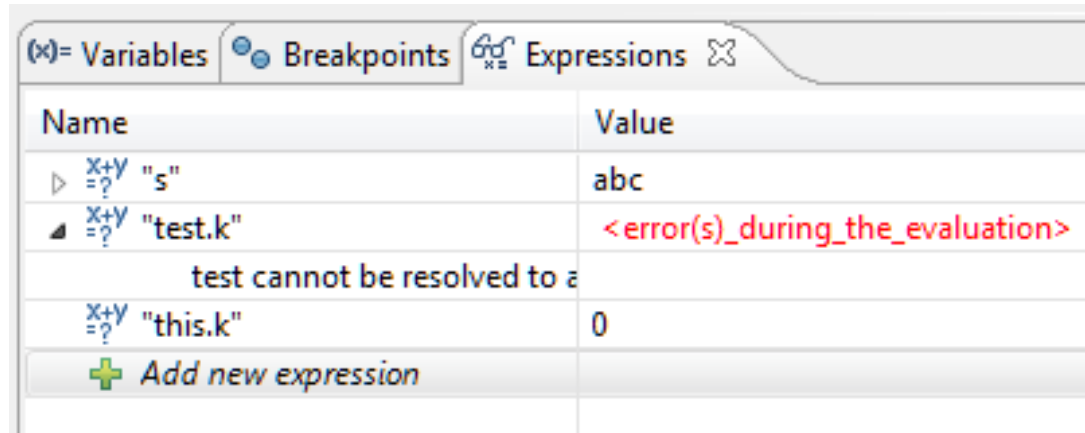 (x)= Variables Breakpoints Expressions
Name Value
x+y=? "s" abc
x+y=? "test.k" <error(s)_during_the_evaluation>
test cannot be resolved to a
x+y=? "this.k" 0
Add new expression